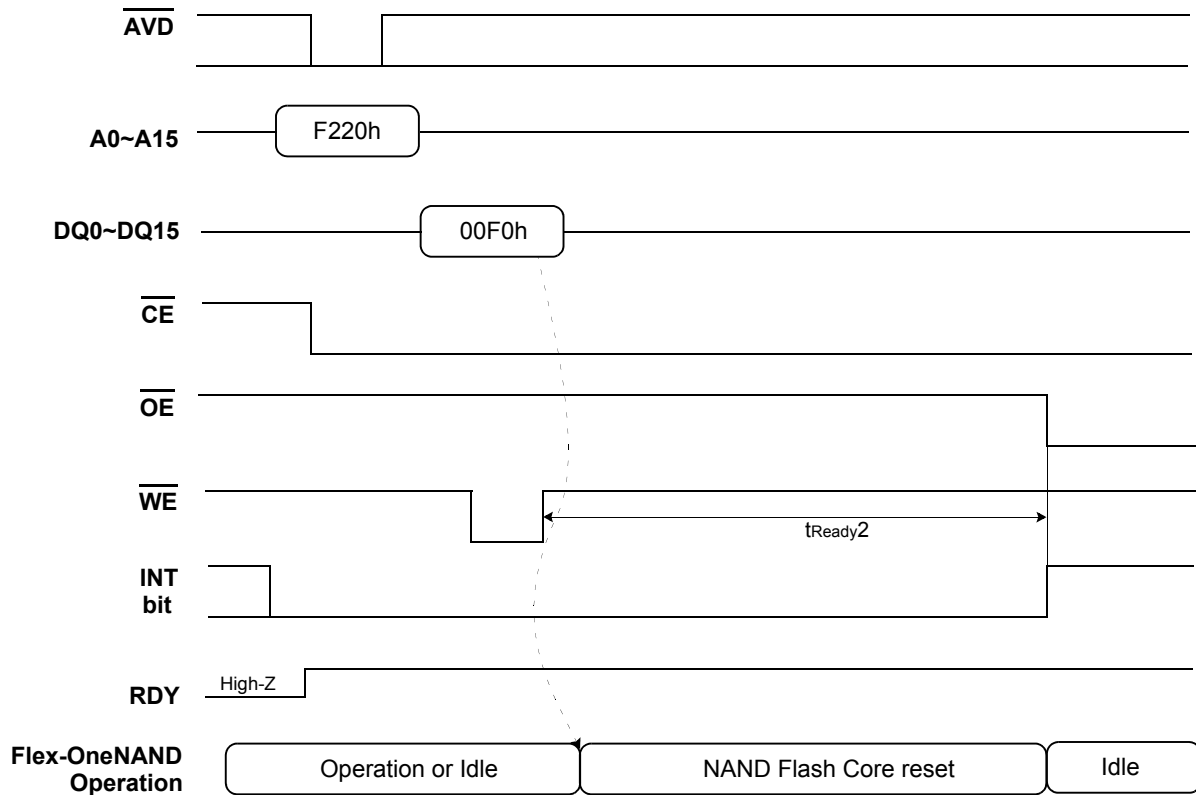 AVD
A0~A15
F220h
DQ0~DQ15
00F0h
CE
OE
WE
tReady2
INT
bit
RDY
High-Z
Flex-OneNAND
Operation
Operation or Idle
NAND Flash Core reset
Idle